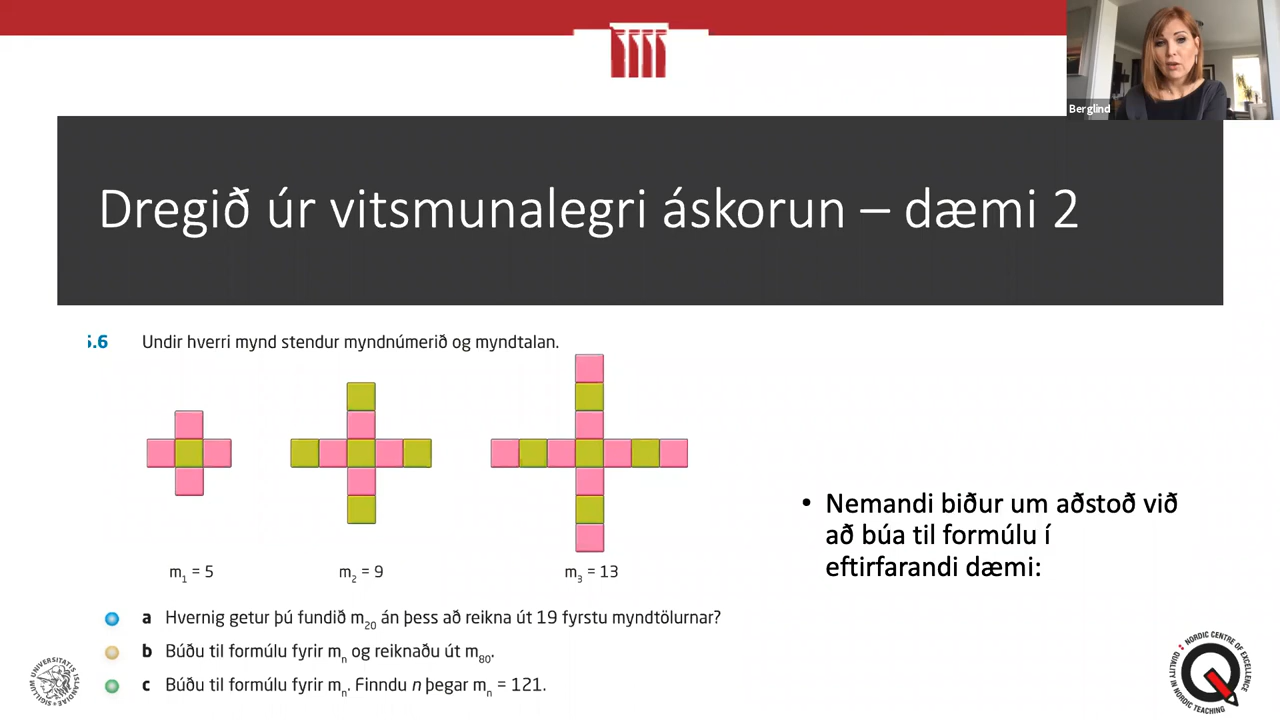 Berglind
Dregið úr vitsmunalegri áskorun – dæmi 2
.6 Undir hverri mynd stendur myndnúmerið og myndtalan.
m₁ = 5 m₂ = 9 m₃ = 13
a Hvernig getur þú fundið m₂₀ án þess að reikna út 19 fyrstu myndtölurnar?
b Búðu til formúlu fyrir mₙ og reiknaðu út m₈₀.
c Búðu til formúlu fyrir mₙ. Finndu n þegar mₙ = 121.
• Nemandi biður um aðstoð við
að búa til formúlu í
eftirfarandi dæmi:
SIGILLUM UNIVERSITATIS ISLANDIAE
QUALITY IN NORDIC TEACHING
NORDIC CENTRE OF EXCELLENCE